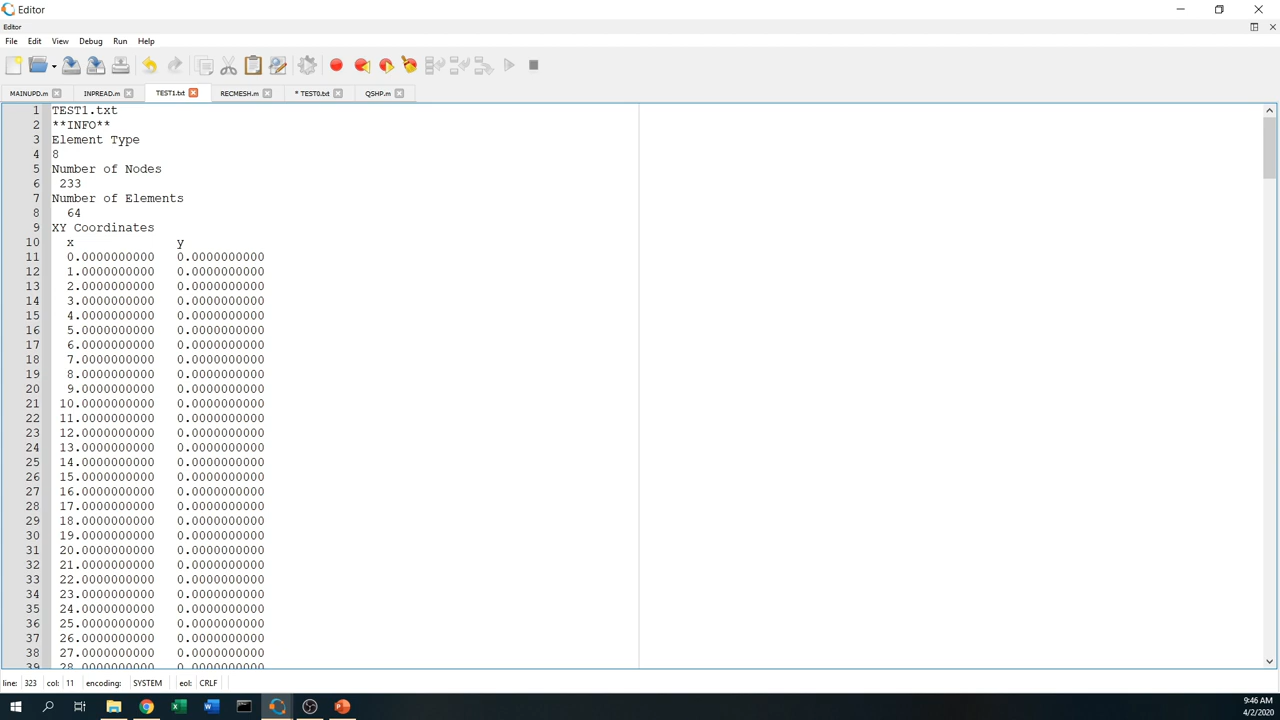 Editor
Editor
File Edit View Debug Run Help
MAINUPD.m INPREAD.m TEST1.txt RECMESH.m * TEST0.txt QSHP.m
1 TEST1.txt
2 **INFO**
3 Element Type
4 8
5 Number of Nodes
6 233
7 Number of Elements
8 64
9 XY Coordinates
10 x y
11 0.0000000000 0.0000000000
12 1.0000000000 0.0000000000
13 2.0000000000 0.0000000000
14 3.0000000000 0.0000000000
15 4.0000000000 0.0000000000
16 5.0000000000 0.0000000000
17 6.0000000000 0.0000000000
18 7.0000000000 0.0000000000
19 8.0000000000 0.0000000000
20 9.0000000000 0.0000000000
21 10.0000000000 0.0000000000
22 11.0000000000 0.0000000000
23 12.0000000000 0.0000000000
24 13.0000000000 0.0000000000
25 14.0000000000 0.0000000000
26 15.0000000000 0.0000000000
27 16.0000000000 0.0000000000
28 17.0000000000 0.0000000000
29 18.0000000000 0.0000000000
30 19.0000000000 0.0000000000
31 20.0000000000 0.0000000000
32 21.0000000000 0.0000000000
33 22.0000000000 0.0000000000
34 23.0000000000 0.0000000000
35 24.0000000000 0.0000000000
36 25.0000000000 0.0000000000
37 26.0000000000 0.0000000000
38 27.0000000000 0.0000000000
39 28.0000000000 0.0000000000
line: 323 col: 11 encoding: SYSTEM eol: CRLF
9:46 AM
4/2/2020